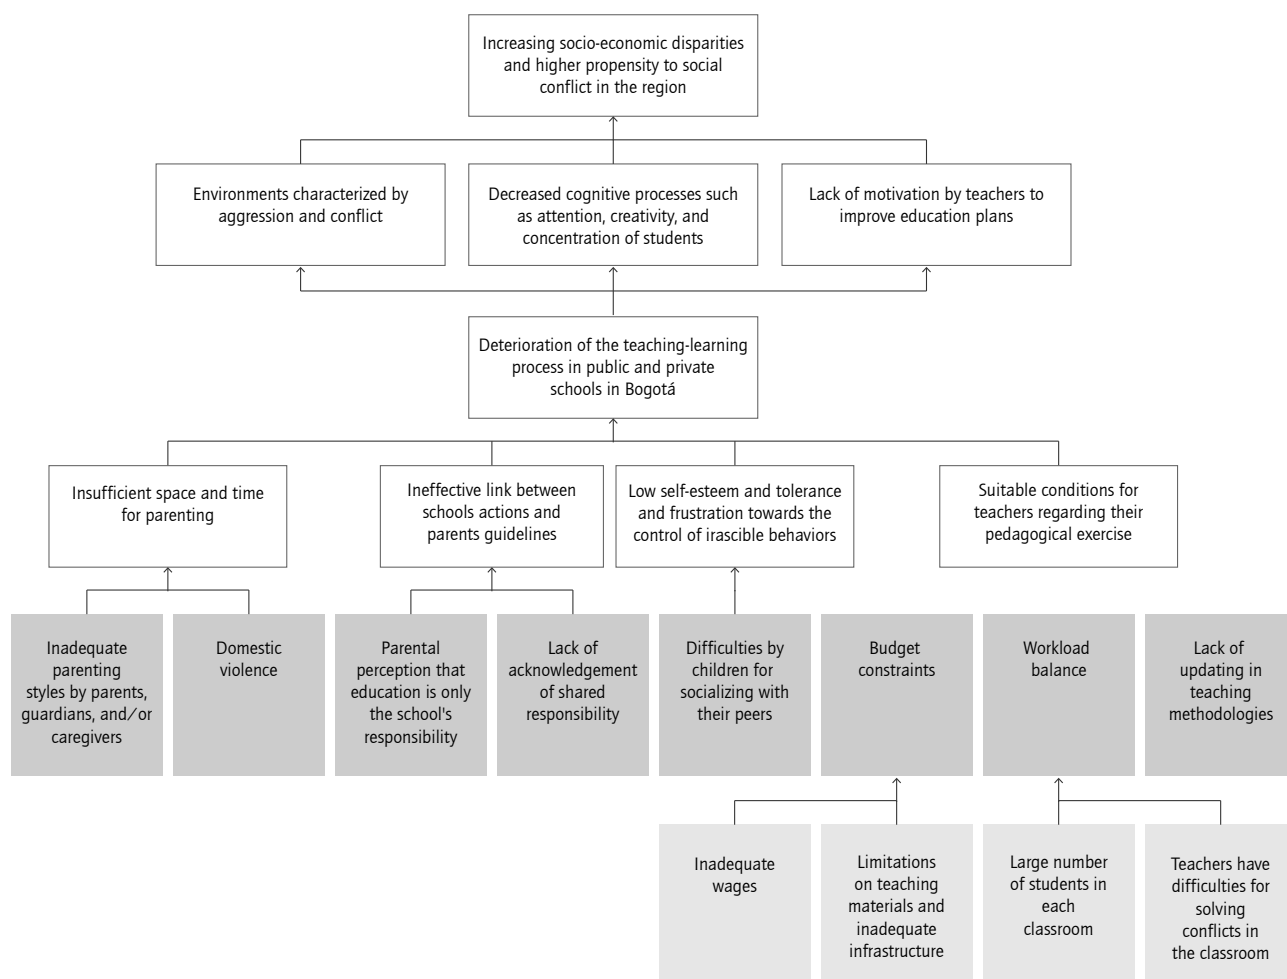 Increasing socio-economic disparities
and higher propensity to social
conflict in the region
Environments characterized by
aggression and conflict
Decreased cognitive processes such
as attention, creativity, and
concentration of students
Lack of motivation by teachers to
improve education plans
Deterioration of the teaching-learning
process in public and private
schools in Bogotá
Insufficient space and time
for parenting
Ineffective link between
schools actions and
parents guidelines
Low self-esteem and tolerance
and frustration towards the
control of irascible behaviors
Suitable conditions for
teachers regarding their
pedagogical exercise
Inadequate
parenting
styles by parents,
guardians, and/or
caregivers
Domestic
violence
Parental
perception that
education is only
the school's
responsibility
Lack of
acknowledgement
of shared
responsibility
Difficulties by
children for
socializing with
their peers
Budget
constraints
Workload
balance
Lack of
updating in
teaching
methodologies
Inadequate
wages
Limitations
on teaching
materials and
inadequate
infrastructure
Large number
of students in
each
classroom
Teachers have
difficulties for
solving
conflicts in
the classroom